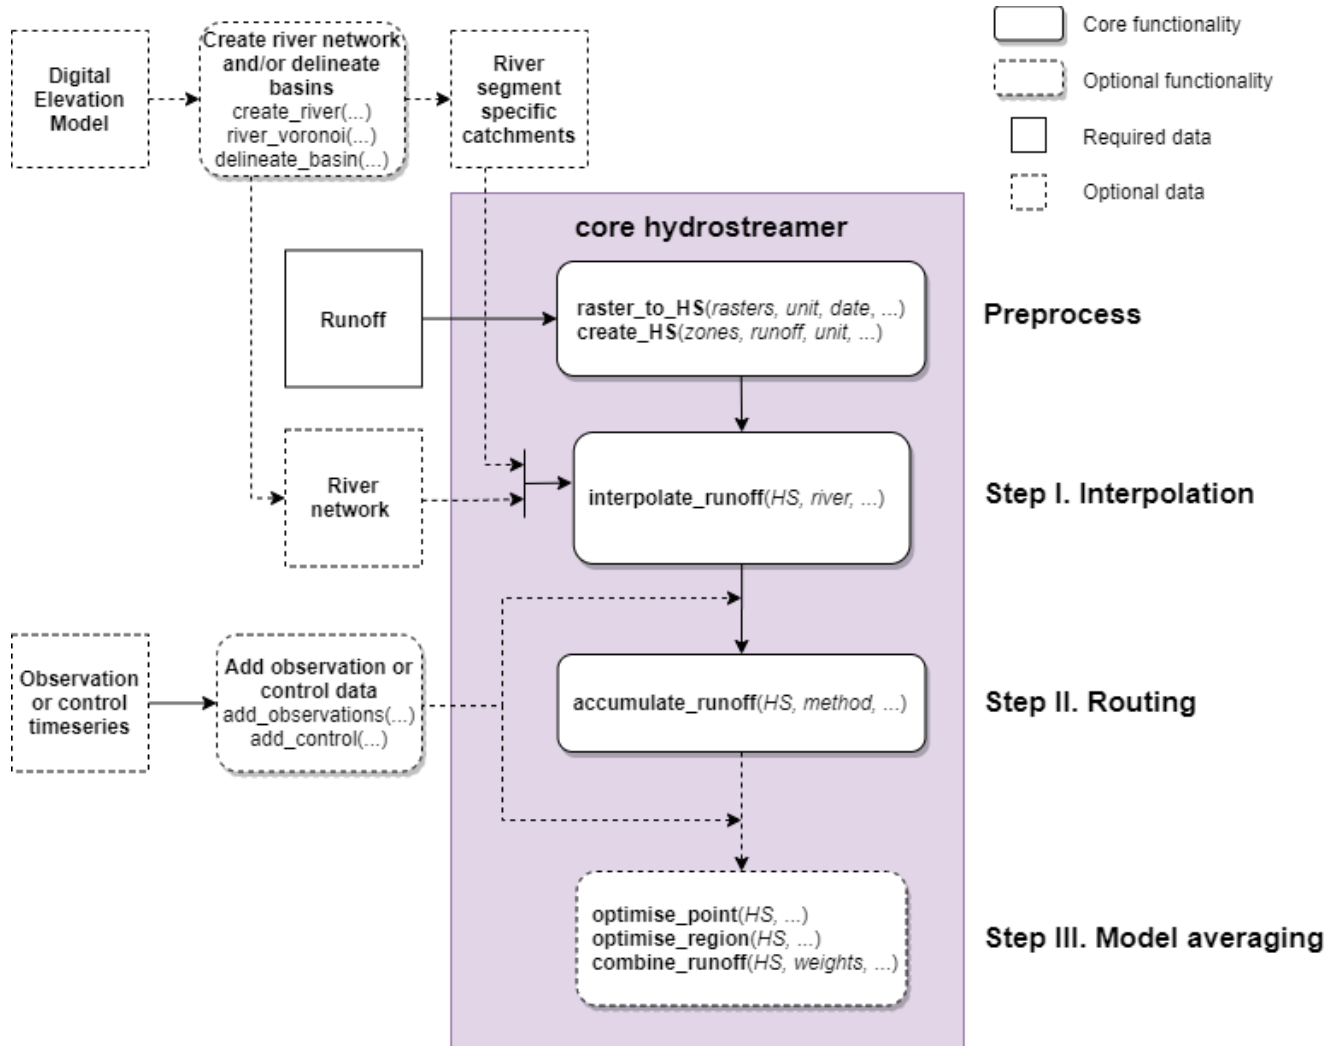 Digital
Elevation
Model
Create river network
and/or delineate
basins
create_river(...)
river_voronoi(...)
delineate_basin(...)
River
segment
specific
catchments
Core functionality
Optional functionality
Required data
Optional data
core hydrostreamer
Runoff
raster_to_HS(rasters, unit, date, ...)
create_HS(zones, runoff, unit, ...)
Preprocess
River
network
interpolate_runoff(HS, river, ...)
Step I. Interpolation
Observation
or control
timeseries
Add observation or
control data
add_observations(...)
add_control(...)
accumulate_runoff(HS, method, ...)
Step II. Routing
optimise_point(HS, ...)
optimise_region(HS, ...)
combine_runoff(HS, weights, ...)
Step III. Model averaging